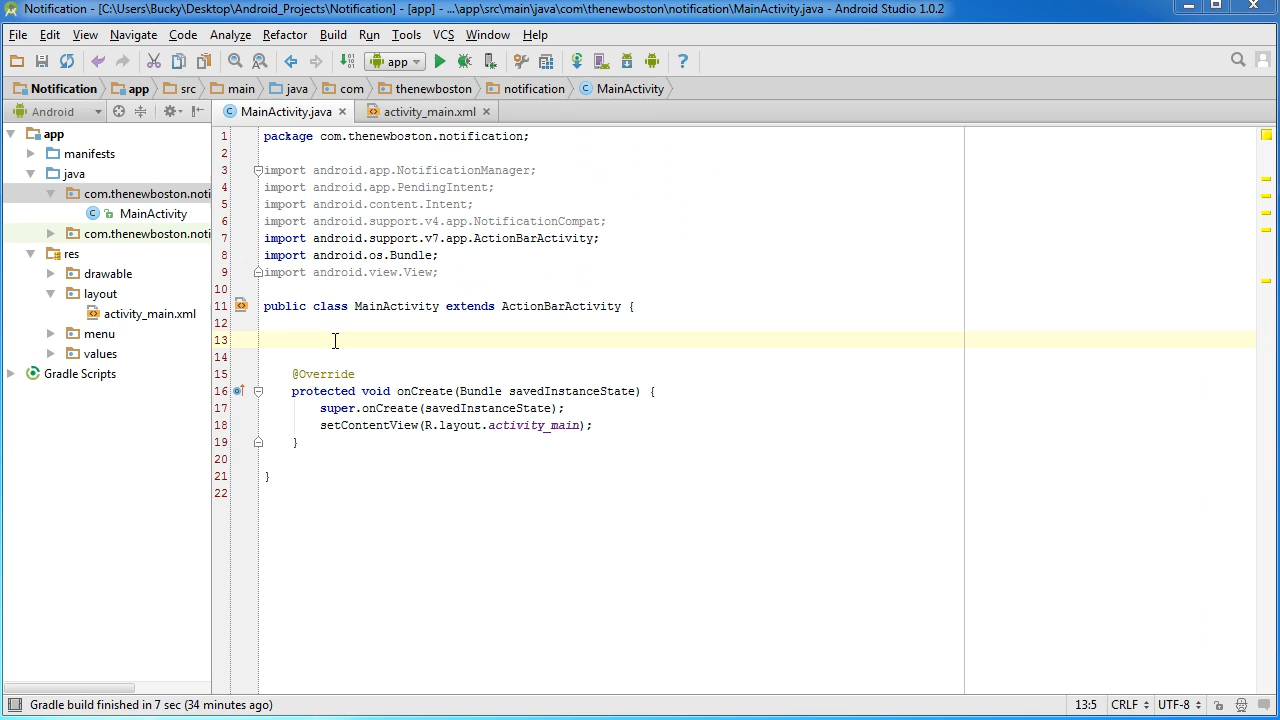 Notification - [C:\Users\Bucky\Desktop\Android_Projects\Notification] - [app] - ...\app\src\main\java\com\thenewboston\notification\MainActivity.java - Android Studio 1.0.2
File Edit View Navigate Code Analyze Refactor Build Run Tools VCS Window Help
app
Notification app src main java com thenewboston notification MainActivity
Android MainActivity.java activity_main.xml
app
manifests
java
com.thenewboston.noti
MainActivity
com.thenewboston.noti
res
drawable
layout
activity_main.xml
menu
values
Gradle Scripts
1 package com.thenewboston.notification;
2
3 import android.app.NotificationManager;
4 import android.app.PendingIntent;
5 import android.content.Intent;
6 import android.support.v4.app.NotificationCompat;
7 import android.support.v7.app.ActionBarActivity;
8 import android.os.Bundle;
9 import android.view.View;
10
11 public class MainActivity extends ActionBarActivity {
12
13
14
15 @Override
16 protected void onCreate(Bundle savedInstanceState) {
17 super.onCreate(savedInstanceState);
18 setContentView(R.layout.activity_main);
19 }
20
21 }
22
Gradle build finished in 7 sec (34 minutes ago) 13:5 CRLF UTF-8